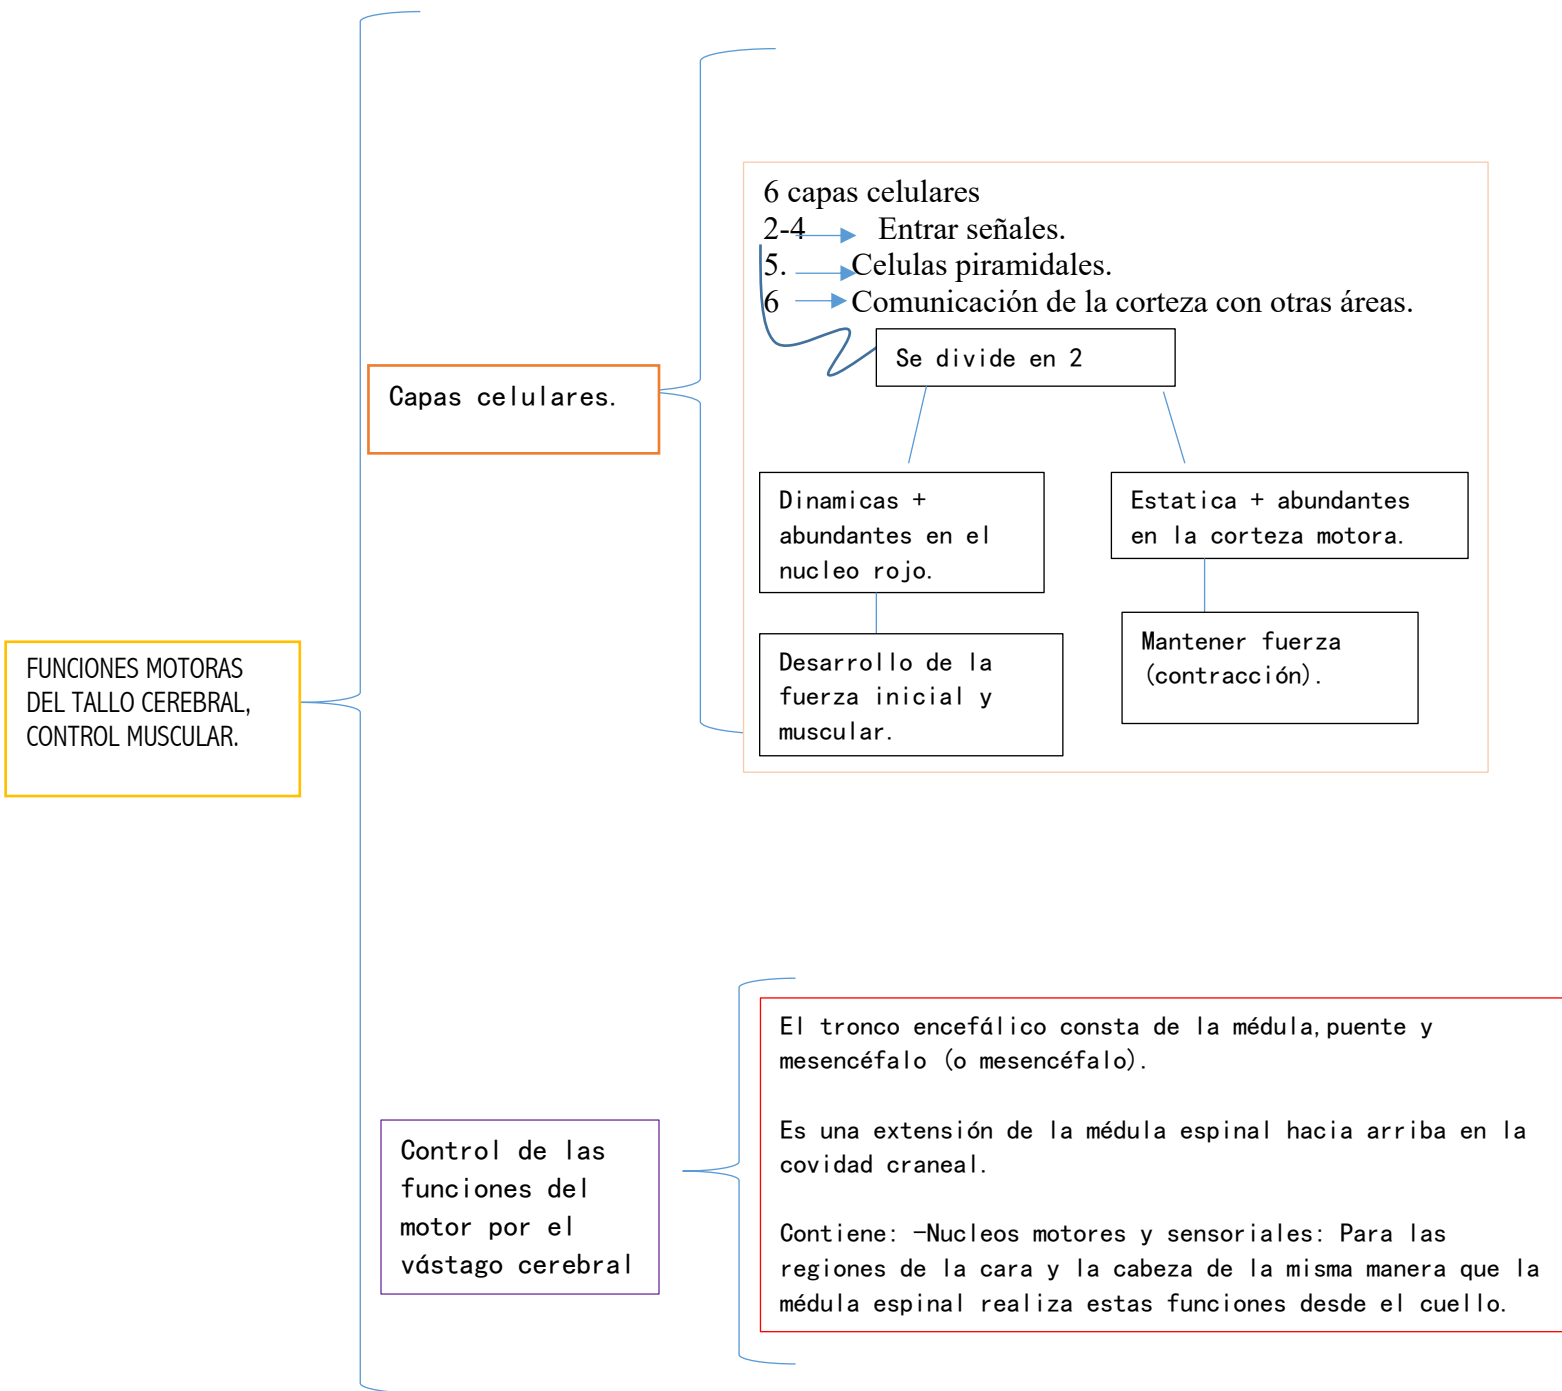 FUNCIONES MOTORAS
DEL TALLO CEREBRAL,
CONTROL MUSCULAR.
Capas celulares.
6 capas celulares
2-4 Entrar señales.
5. Celulas piramidales.
6 Comunicación de la corteza con otras áreas.
Se divide en 2
Dinamicas +
abundantes en el
nucleo rojo.
Desarrollo de la
fuerza inicial y
muscular.
Estatica + abundantes
en la corteza motora.
Mantener fuerza
(contracción).
Control de las
funciones del
motor por el
vástago cerebral
El tronco encefálico consta de la médula,puente y
mesencéfalo (o mesencéfalo).
Es una extensión de la médula espinal hacia arriba en la
covidad craneal.
Contiene: -Nucleos motores y sensoriales: Para las
regiones de la cara y la cabeza de la misma manera que la
médula espinal realiza estas funciones desde el cuello.